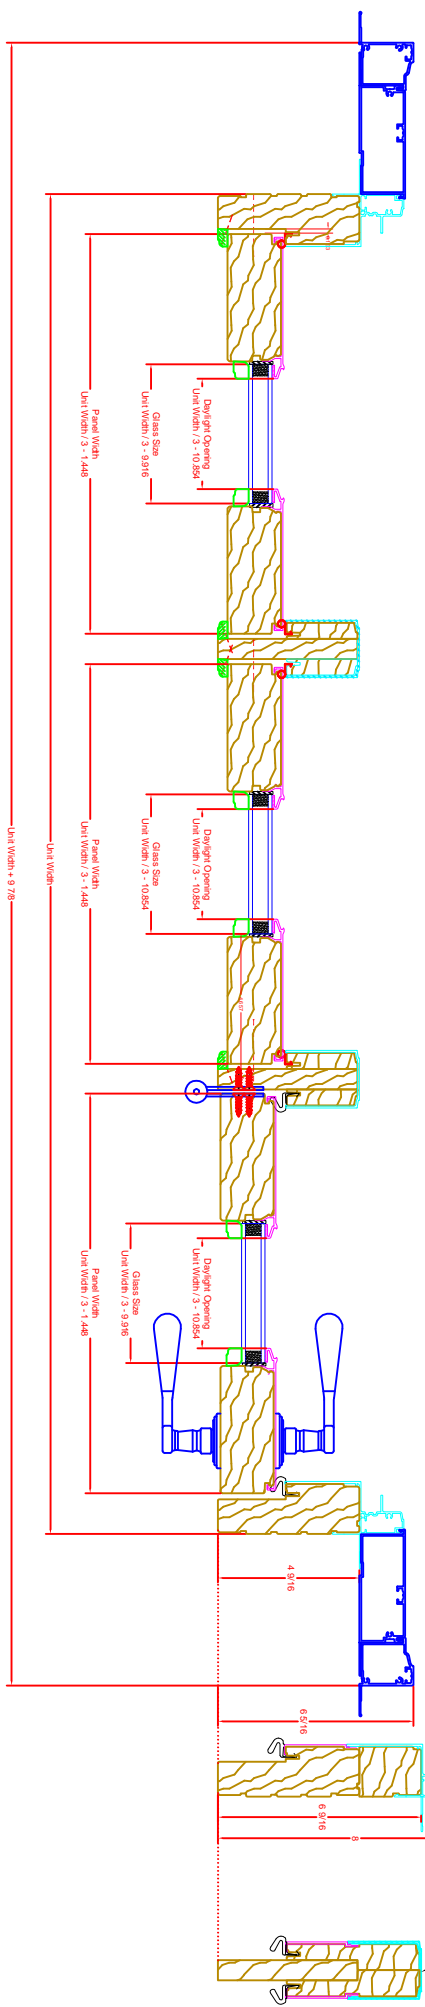 Daylight Opening
Unit Width / 3 - 10.854
Glass Size
Unit Width / 3 - 9.916
Panel Width
Unit Width / 3 - 1.448
Daylight Opening
Unit Width / 3 - 10.854
Glass Size
Unit Width / 3 - 10.854
Panel Width
Unit Width / 3 - 1.448
Daylight Opening
Unit Width / 3 - 10.854
Glass Size
Unit Width / 3 - 9.916
Panel Width
Unit Width / 3 - 1.448
Unit Width
Unit Width + 9 7/8
4 9/16
6 5/16
6 9/16
8